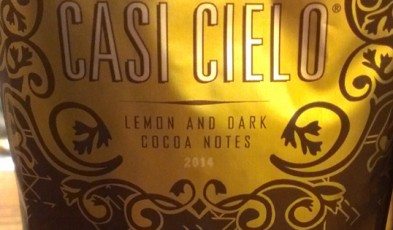 CASI CIELO®
LEMON AND DARK
COCOA NOTES
2014